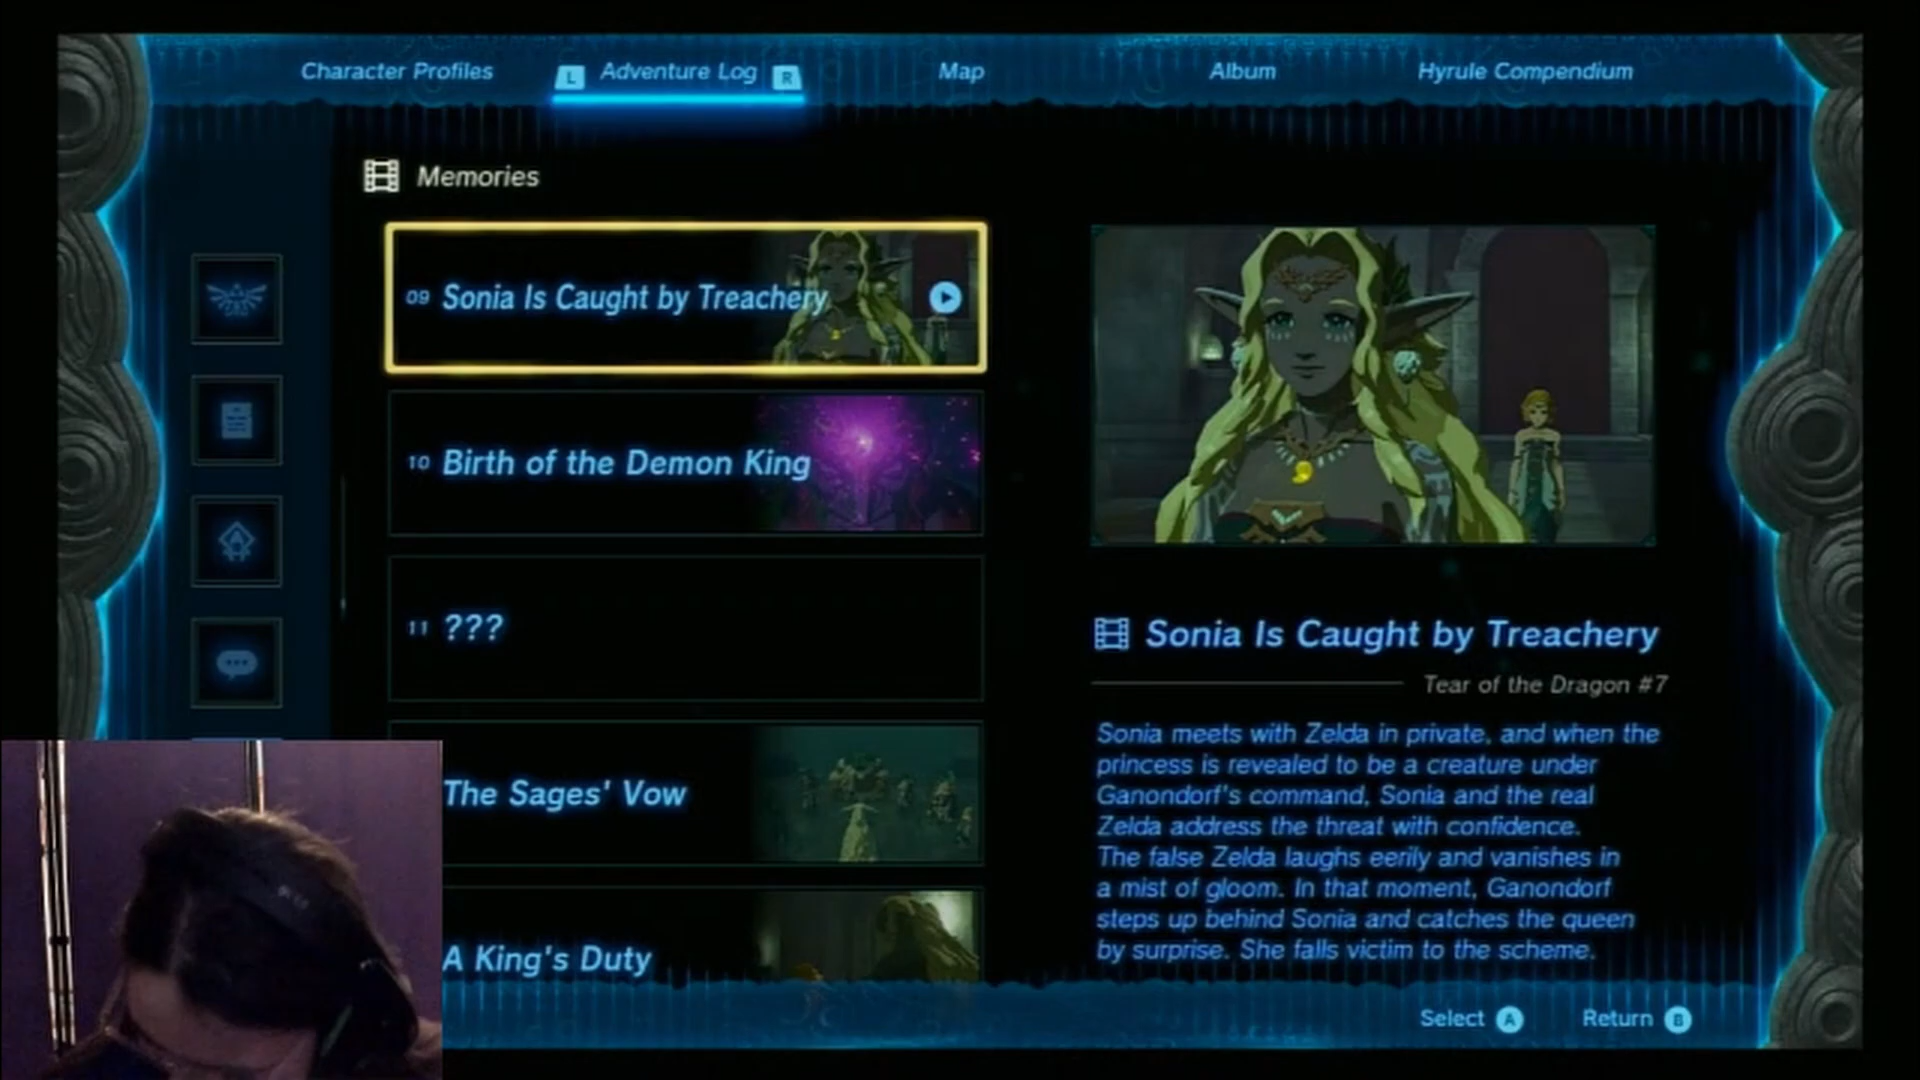 Character Profiles
L Adventure Log R
Map
Album
Hyrule Compendium
Memories
09 Sonia Is Caught by Treachery
10 Birth of the Demon King
11 ???
The Sages' Vow
A King's Duty
Sonia Is Caught by Treachery
Tear of the Dragon #7
Sonia meets with Zelda in private, and when the
princess is revealed to be a creature under
Ganondorf's command, Sonia and the real
Zelda address the threat with confidence.
The false Zelda laughs eerily and vanishes in
a mist of gloom. In that moment, Ganondorf
steps up behind Sonia and catches the queen
by surprise. She falls victim to the scheme.
Select A
Return B